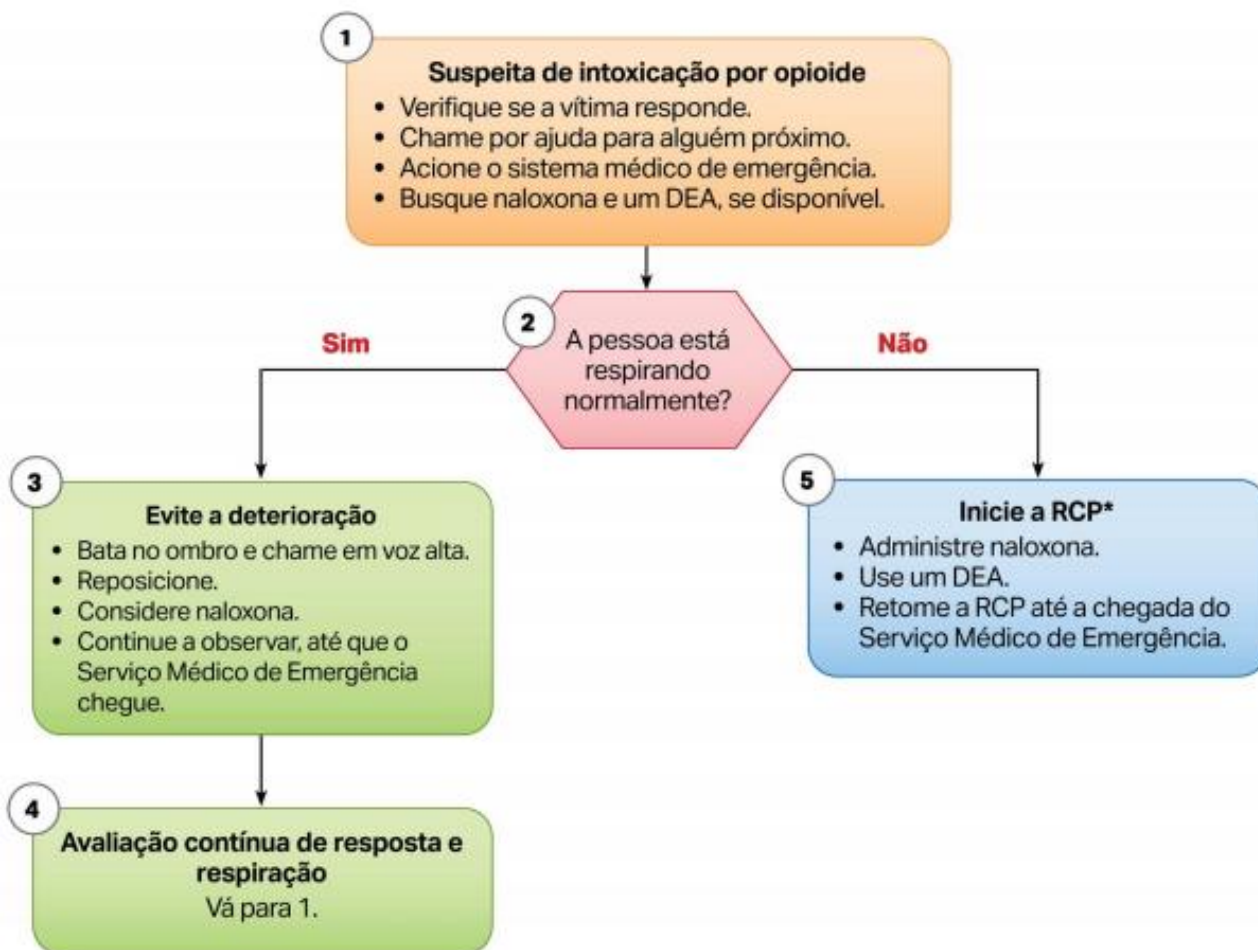 1
Suspeita de intoxicação por opioide
• Verifique se a vítima responde.
• Chame por ajuda para alguém próximo.
• Acione o sistema médico de emergência.
• Busque naloxona e um DEA, se disponível.
2
A pessoa está
respirando
normalmente?
Sim
Não
3
Evite a deterioração
• Bata no ombro e chame em voz alta.
• Reposicione.
• Considere naloxona.
• Continue a observar, até que o
Serviço Médico de Emergência
chegue.
4
Avaliação contínua de resposta e
respiração
Vá para 1.
5
Inicie a RCP*
• Administre naloxona.
• Use um DEA.
• Retome a RCP até a chegada do
Serviço Médico de Emergência.